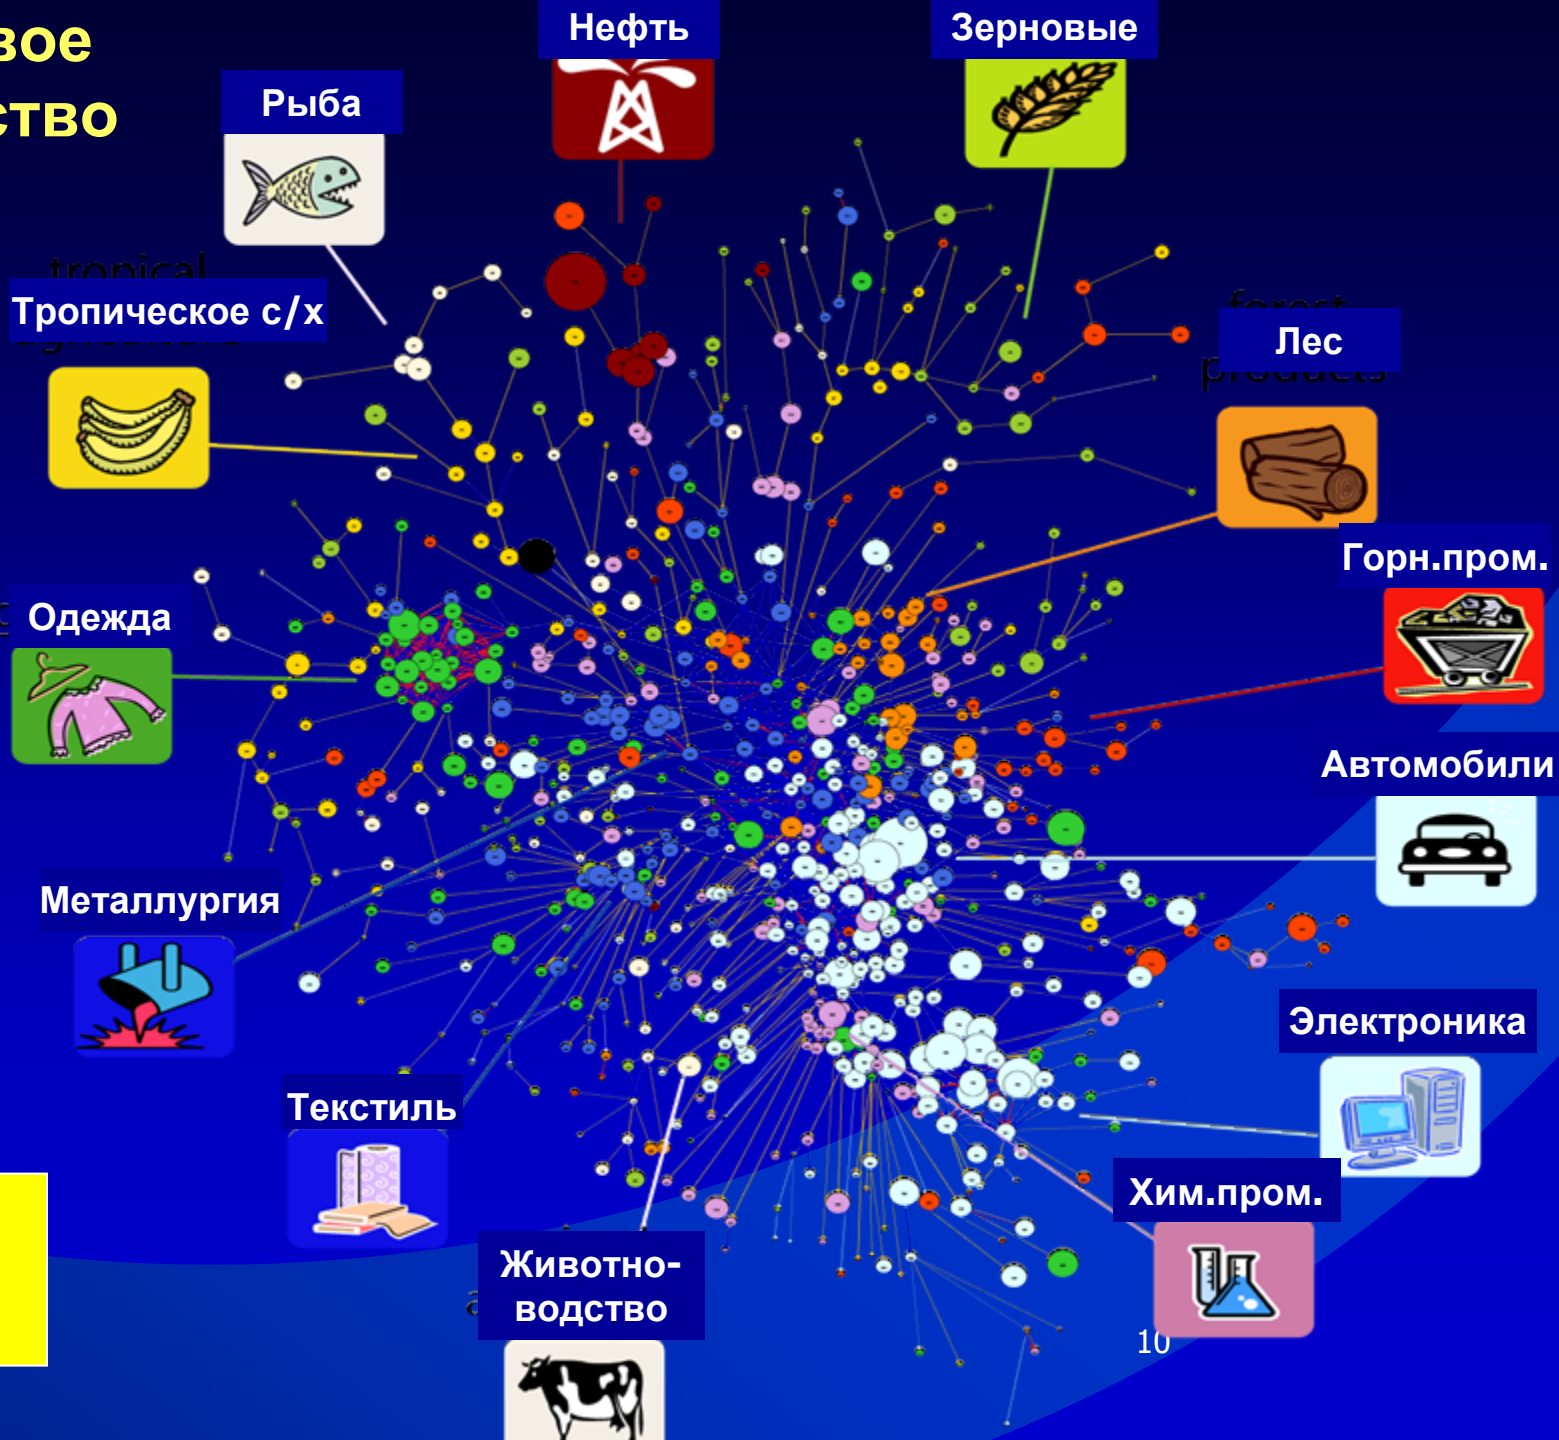 вое
ство
Нефть
Зерновые
Рыба
tropical
Тропическое с/х
Лес
Горн.пром.
Одежда
Автомобили
Металлургия
Электроника
Текстиль
Хим.пром.
Животно-
водство
10